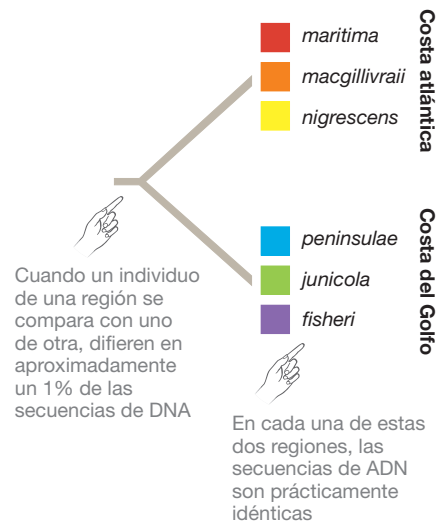 maritima
macgillivraii
nigrescens
Costa atlántica
peninsulae
junicola
fisheri
Costa del Golfo
Cuando un individuo
de una región se
compara con uno
de otra, difieren en
aproximadamente
un 1% de las
secuencias de DNA
En cada una de estas
dos regiones, las
secuencias de ADN
son prácticamente
idénticas